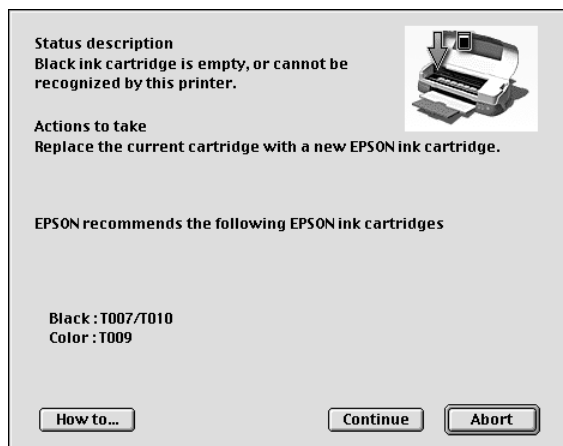 Status description
Black ink cartridge is empty, or cannot be
recognized by this printer.
Actions to take
Replace the current cartridge with a new EPSON ink cartridge.
EPSON recommends the following EPSON ink cartridges
Black : T007/T010
Color : T009
How to...
Continue
Abort